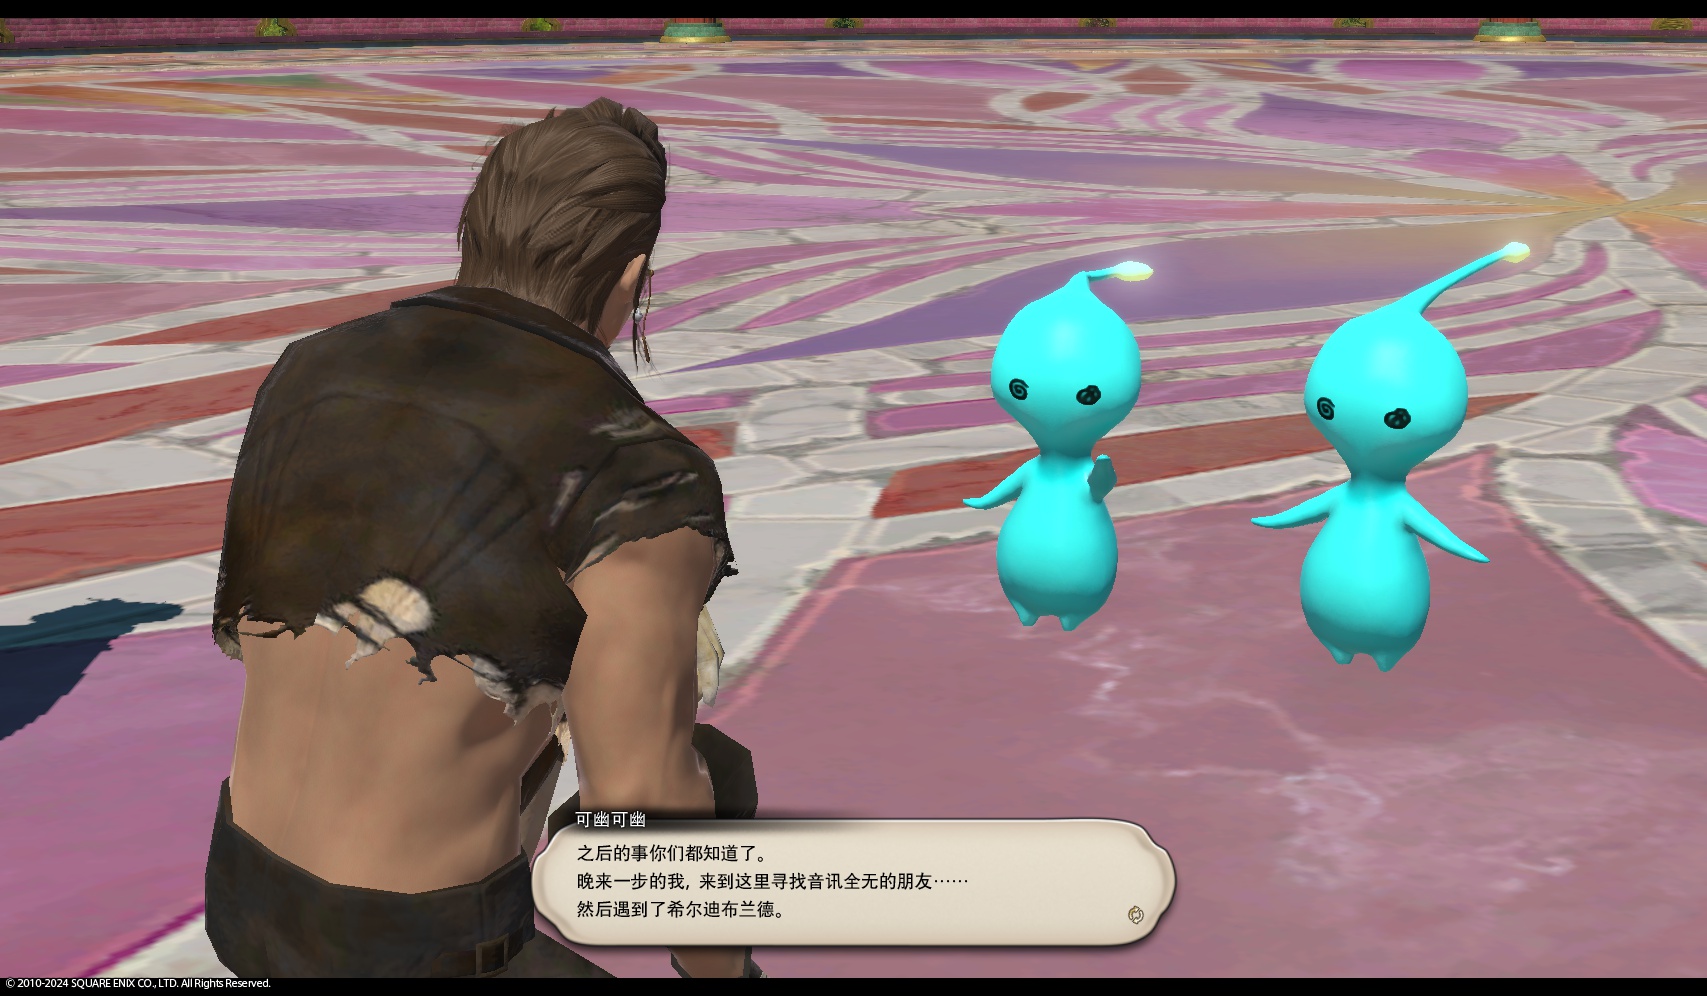 可幽可幽
之后的事你们都知道了。
晚来一步的我, 来到这里寻找音讯全无的朋友……
然后遇到了希尔迪布兰德。
© 2010-2024 SQUARE ENIX CO., LTD. All Rights Reserved.